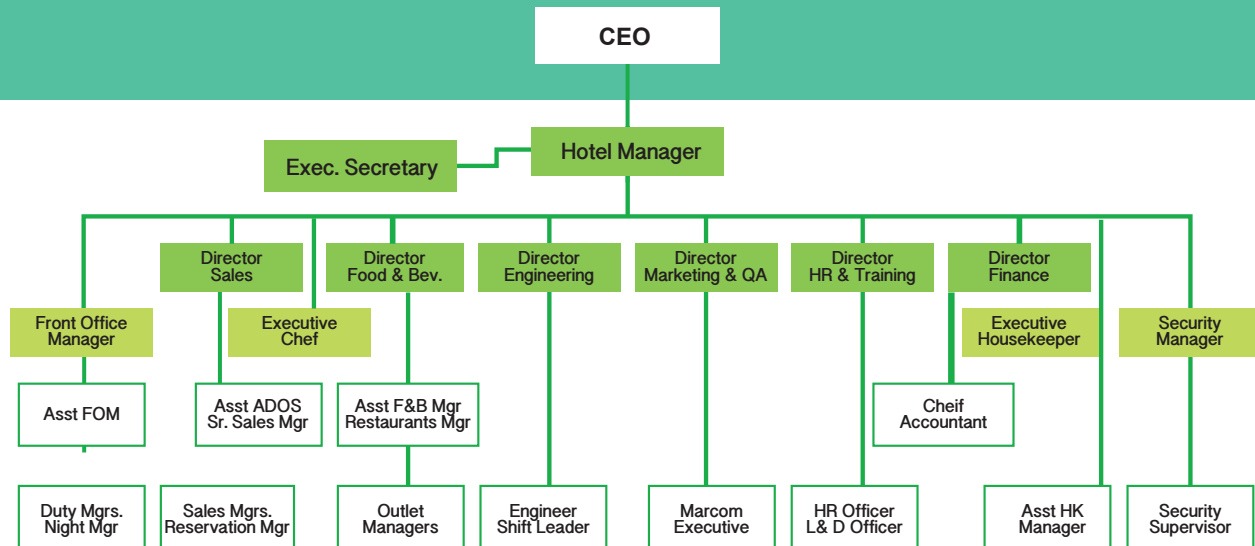 CEO
Hotel Manager
Exec. Secretary
Director
Sales
Director
Food & Bev.
Director
Engineering
Director
Marketing & QA
Director
HR & Training
Director
Finance
Front Office
Manager
Executive
Chef
Executive
Housekeeper
Security
Manager
Asst FOM
Asst ADOS
Sr. Sales Mgr
Asst F&B Mgr
Restaurants Mgr
Cheif
Accountant
Duty Mgrs.
Night Mgr
Sales Mgrs.
Reservation Mgr
Outlet
Managers
Engineer
Shift Leader
Marcom
Executive
HR Officer
L& D Officer
Asst HK
Manager
Security
Supervisor